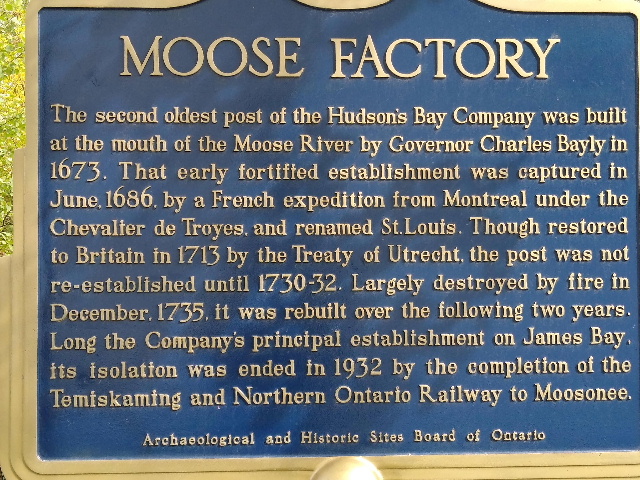 MOOSE FACTORY
The second oldest post of the Hudson's Bay Company was built
at the mouth of the Moose River by Governor Charles Bayly in
1673. That early fortified establishment was captured in
June, 1686, by a French expedition from Montreal under the
Chevalier de Troyes, and renamed St.Louis. Though restored
to Britain in 1713 by the Treaty of Utrecht, the post was not
re-established until 1730-32. Largely destroyed by fire in
December, 1735, it was rebuilt over the following two years.
Long the Company's principal establishment on James Bay,
its isolation was ended in 1932 by the completion of the
Temiskaming and Northern Ontario Railway to Moosonee.
Archaeological and Historic Sites Board of Ontario